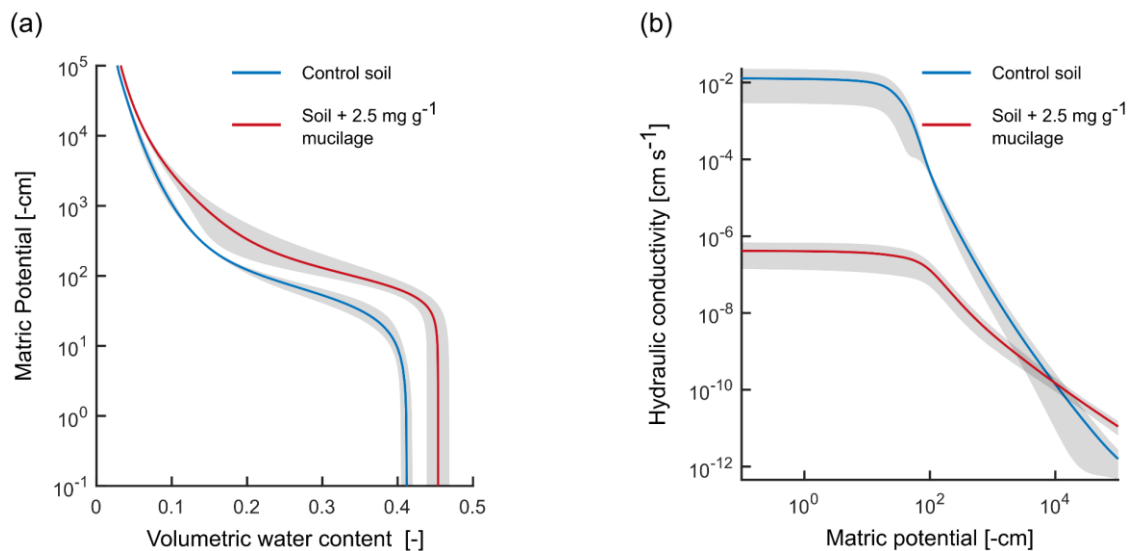 (a)
10^5
10^4
10^3
10^2
10^1
10^0
10^-1
Matric Potential [-cm]
0
0.1
0.2
0.3
0.4
0.5
Volumetric water content [-]
Control soil
Soil + 2.5 mg g^-1
mucilage
(b)
10^-2
10^-4
10^-6
10^-8
10^-10
10^-12
Hydraulic conductivity [cm s^-1]
10^0
10^2
10^4
Matric potential [-cm]
Control soil
Soil + 2.5 mg g^-1
mucilage